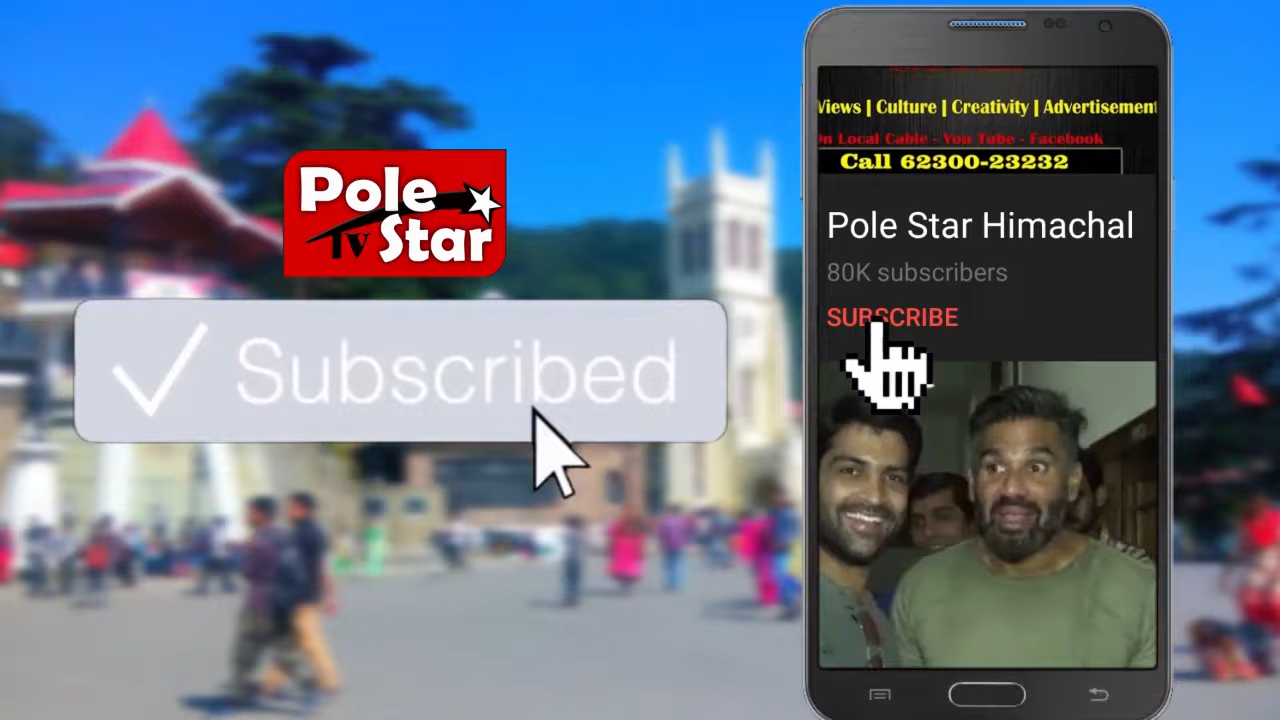 Pole
TV Star
Subscribed
Views | Culture | Creativity | Advertisement
On Local Cable - You Tube - Facebook
Call 62300-23232
Pole Star Himachal
80K subscribers
SUBSCRIBE